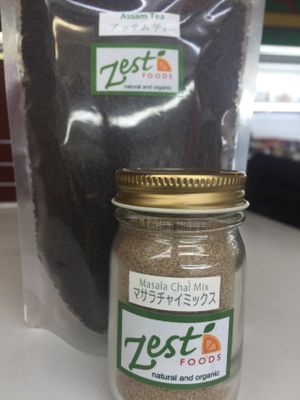 Assam Tea
アッサムティー
Zest
FOODS
natural and organic
Masala Chai Mix
マサラチャイミックス
Zest
FOODS
natural and organic